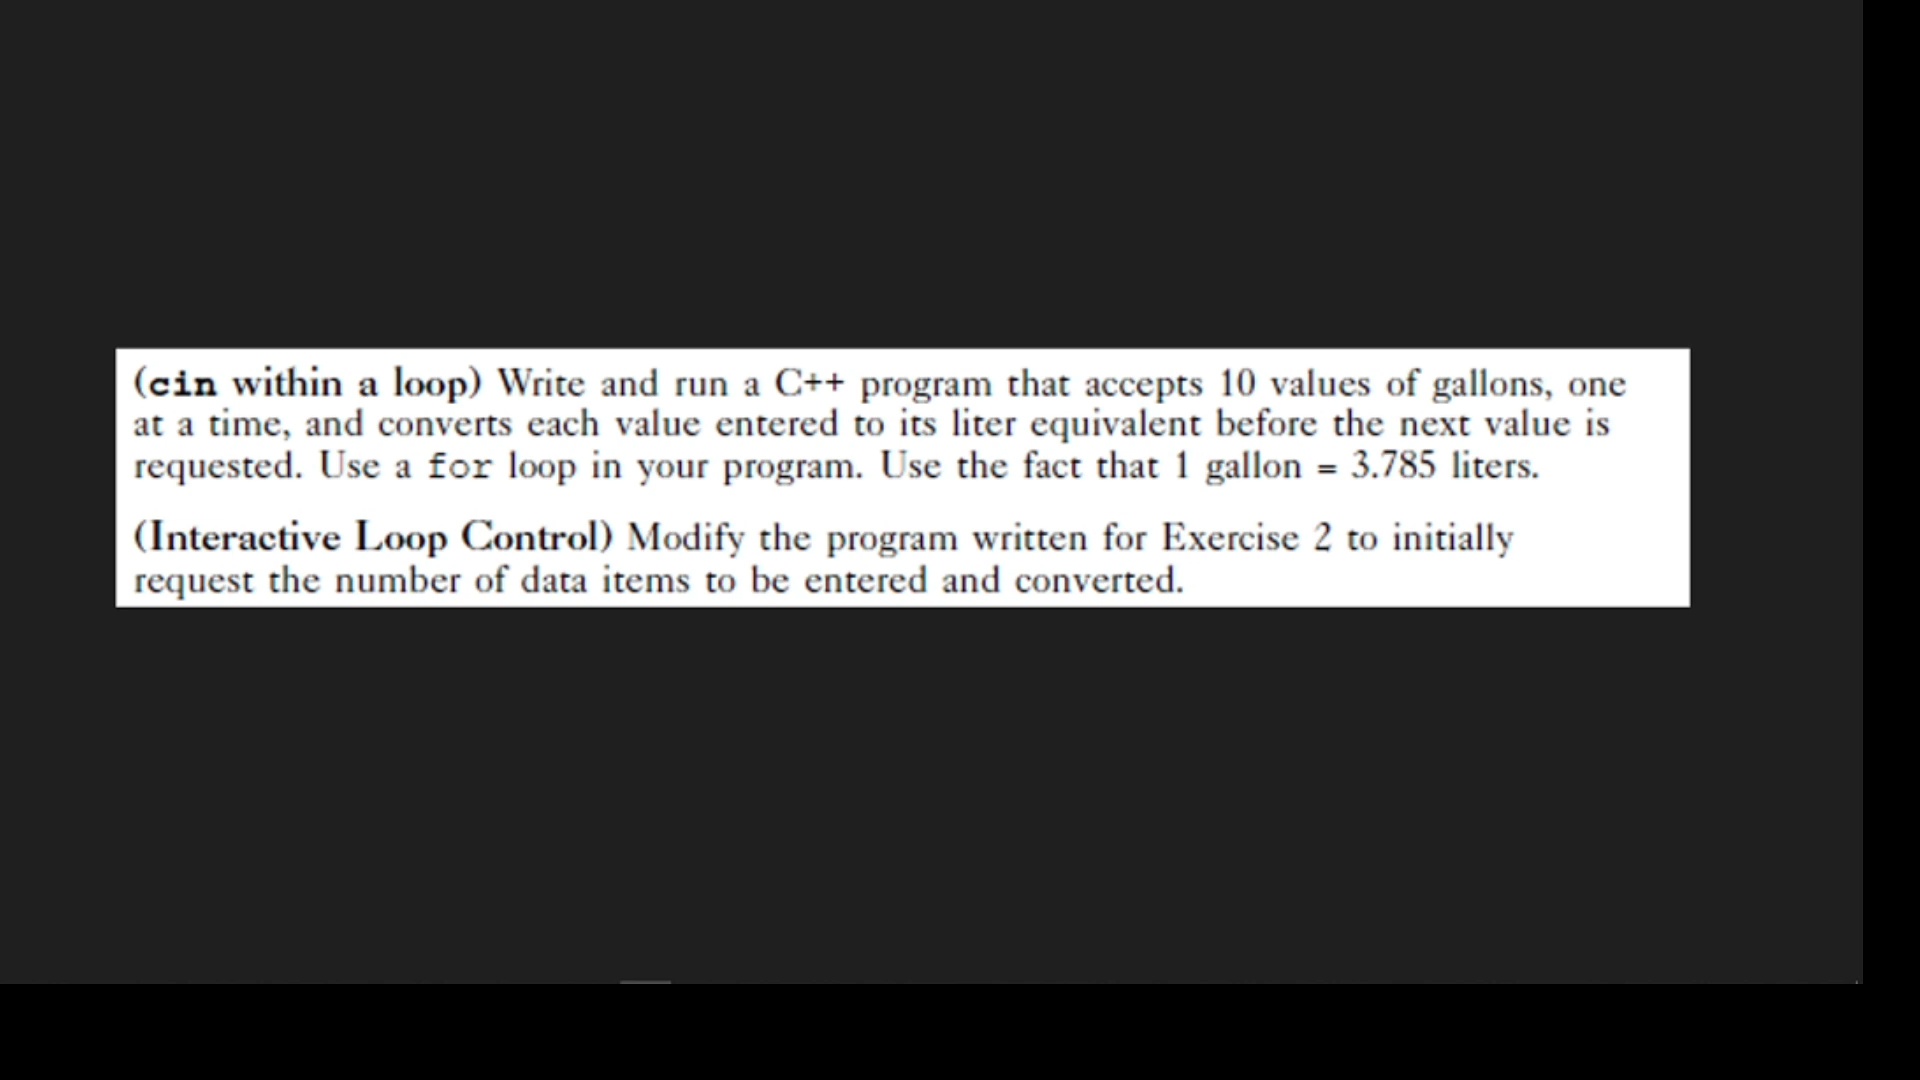 (cin within a loop) Write and run a C++ program that accepts 10 values of gallons, one
at a time, and converts each value entered to its liter equivalent before the next value is
requested. Use a for loop in your program. Use the fact that 1 gallon = 3.785 liters.
(Interactive Loop Control) Modify the program written for Exercise 2 to initially
request the number of data items to be entered and converted.